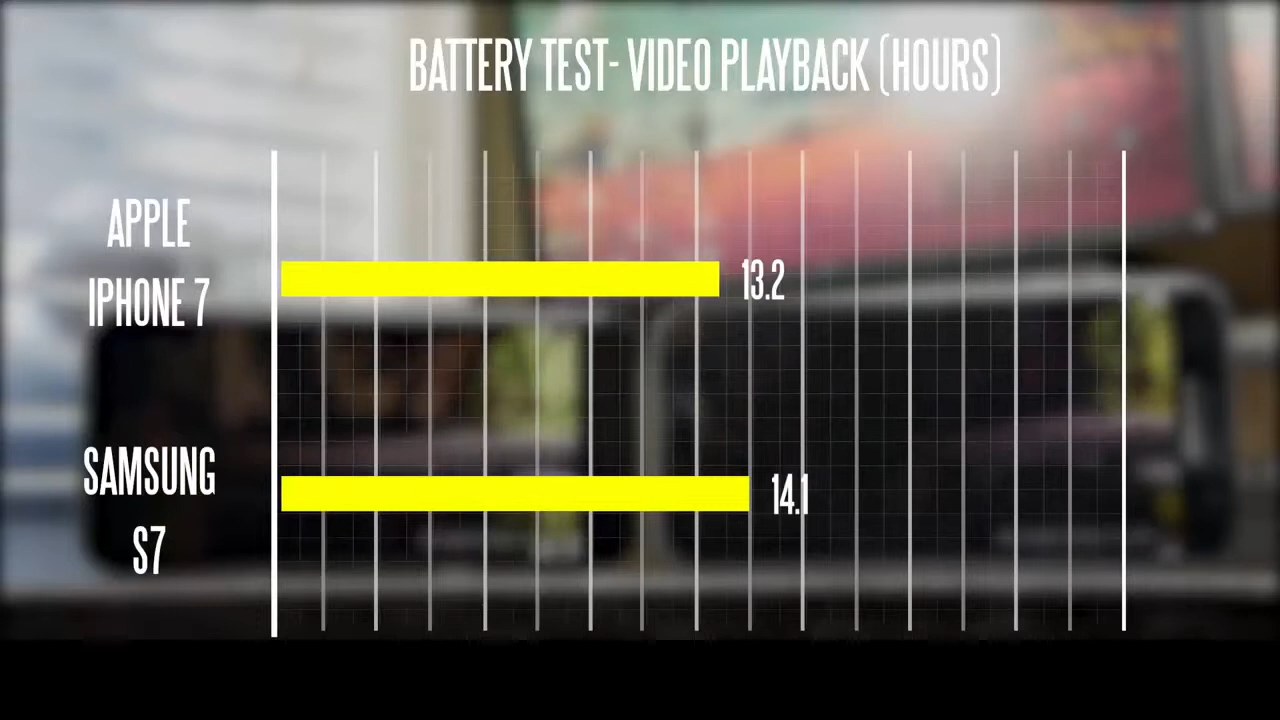 BATTERY TEST- VIDEO PLAYBACK (HOURS)
APPLE
IPHONE 7
13.2
SAMSUNG
S7
14.1